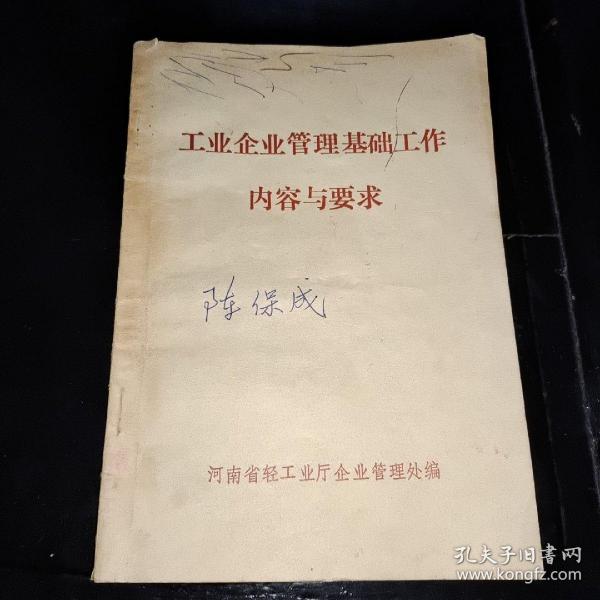 工业企业管理基础工作
内容与要求
陈保成
河南省轻工业厅企业管理处编
孔夫子旧书网
www.kongfz.com